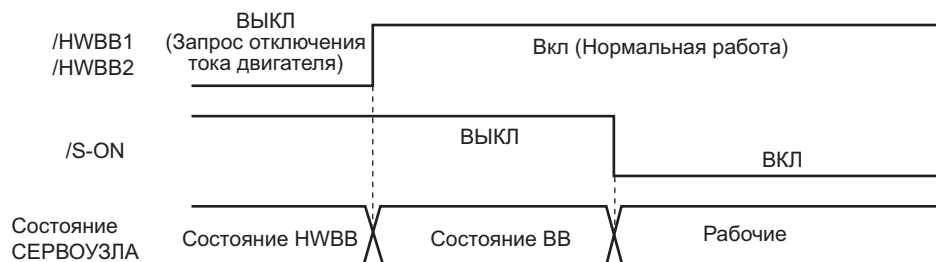 ВЫКЛ
(Запрос отключения
тока двигателя)
/HWBB1
/HWBB2
Вкл (Нормальная работа)
/S-ON
ВЫКЛ
ВКЛ
Состояние
СЕРВОУЗЛА
Состояние HWBB
Состояние BB
Рабочие